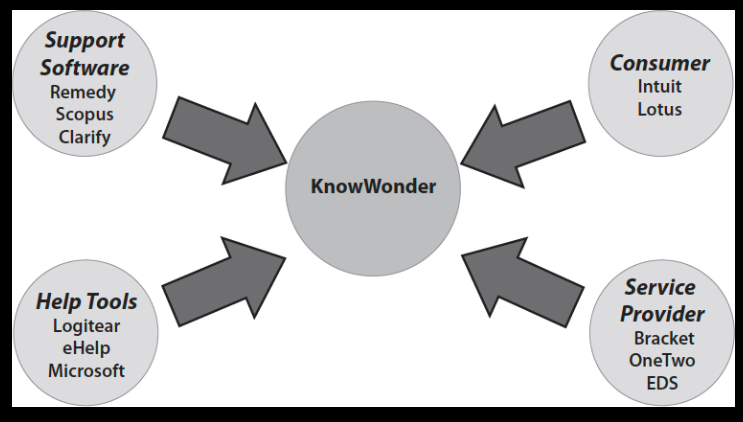 Support
Software
Remedy
Scopus
Clarify
Consumer
Intuit
Lotus
KnowWonder
Help Tools
Logitear
eHelp
Microsoft
Service
Provider
Bracket
OneTwo
EDS